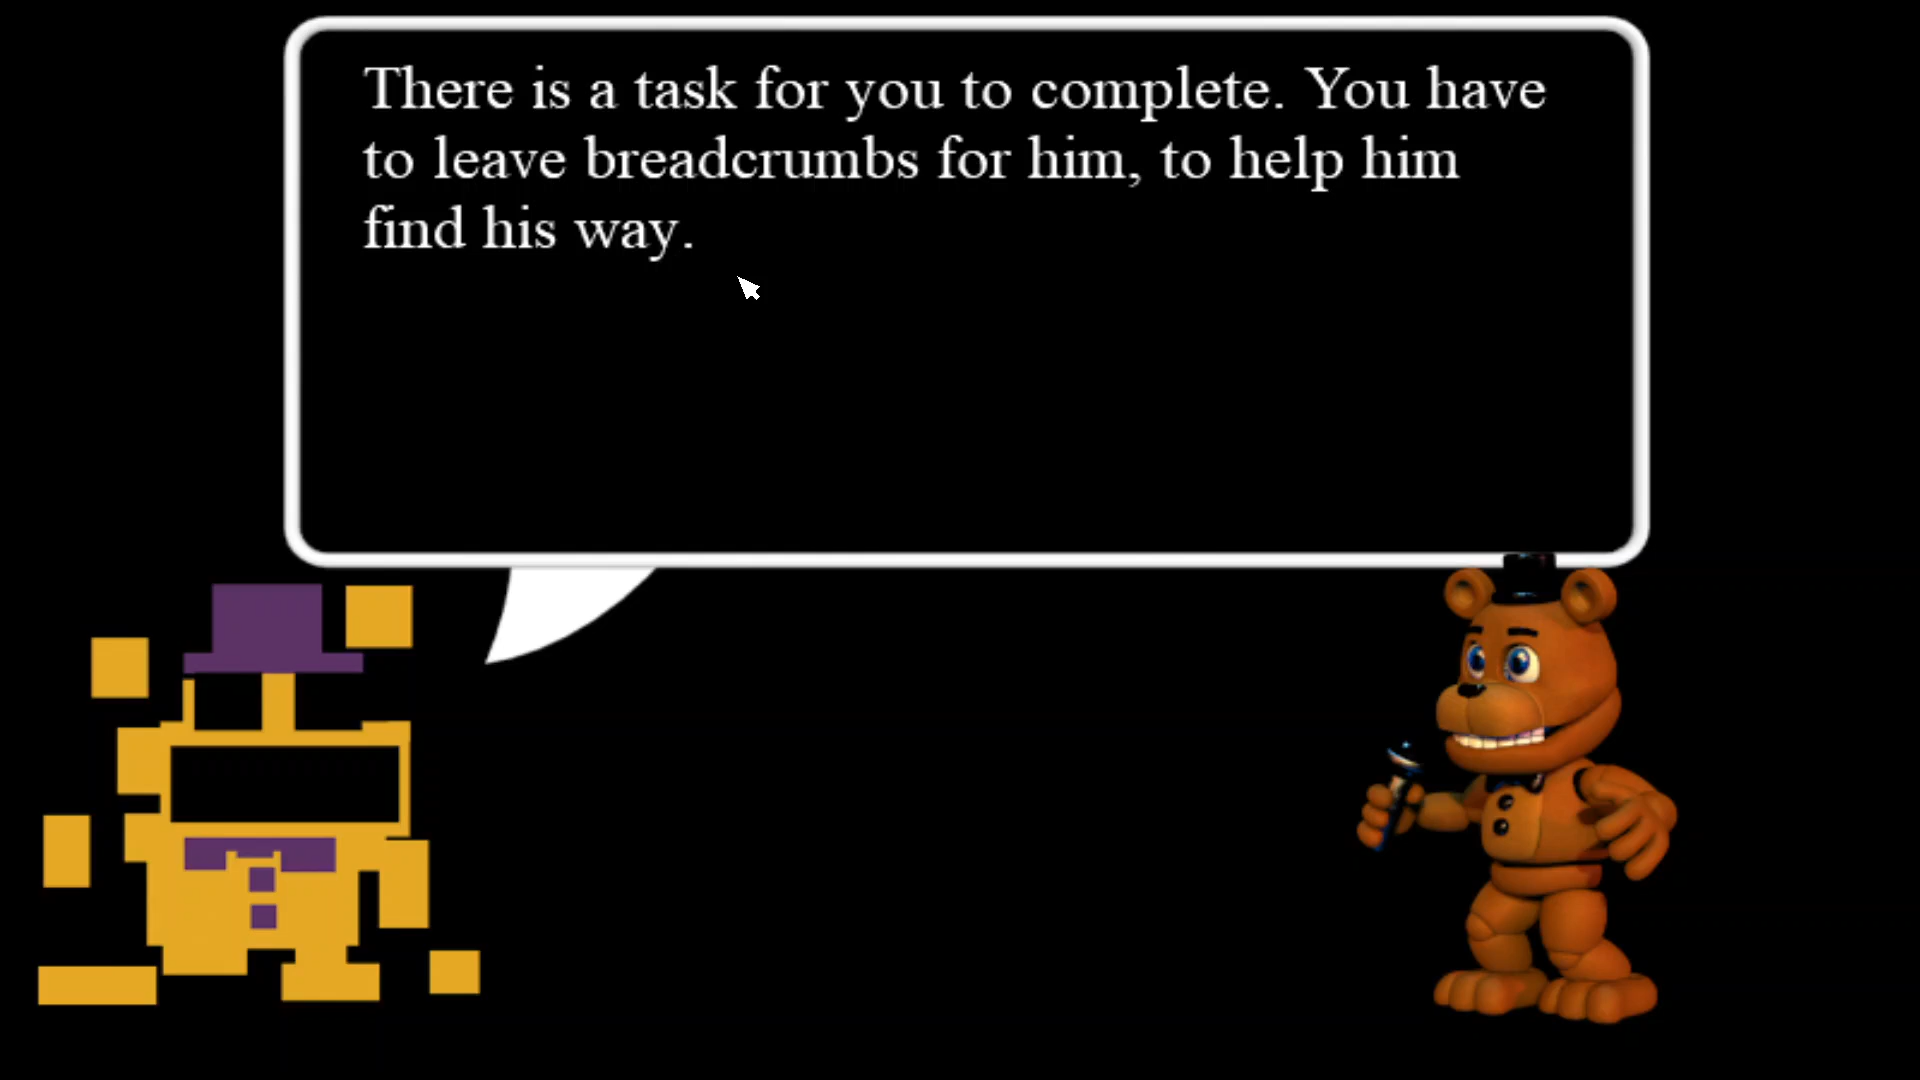 There is a task for you to complete. You have
to leave breadcrumbs for him, to help him
find his way.